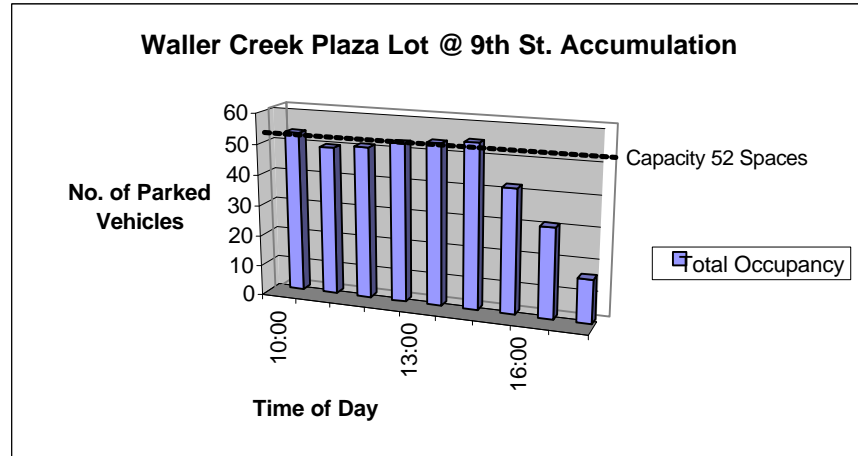 Waller Creek Plaza Lot @ 9th St. Accumulation
60
50
40
30
20
10
0
No. of Parked
Vehicles
Capacity 52 Spaces
Total Occupancy
10:00
13:00
16:00
Time of Day